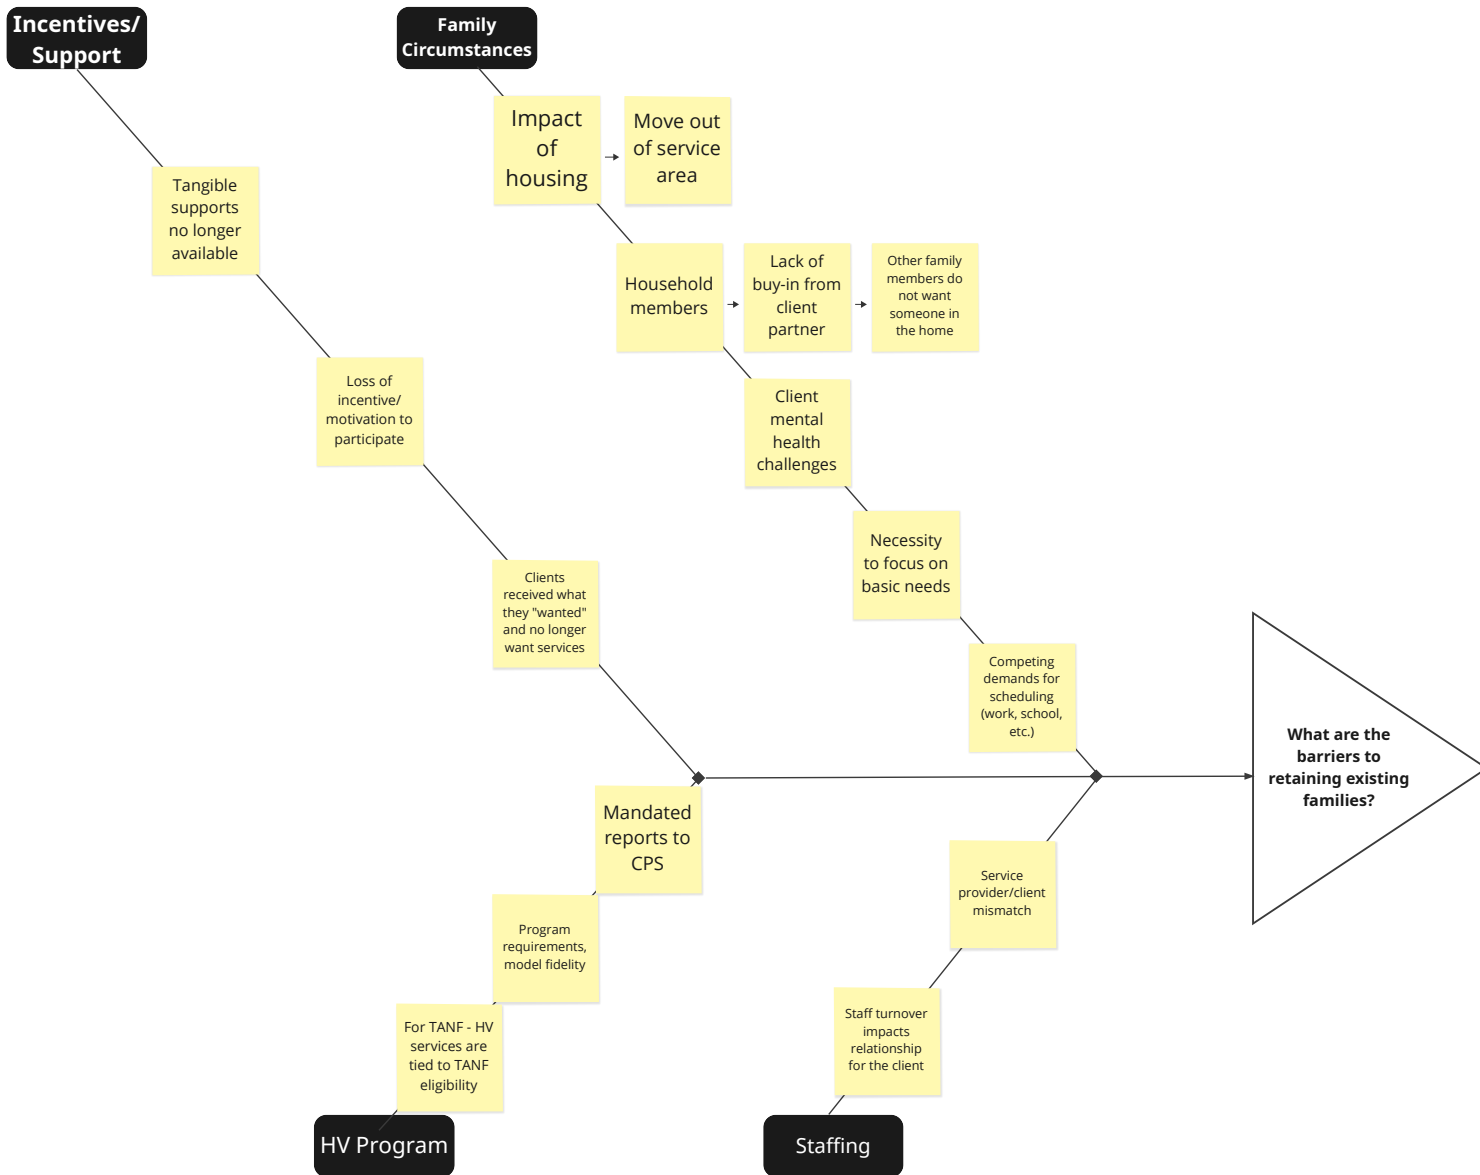 Incentives/
Support
Family
Circumstances
Impact
of
housing
Move out
of service
area
Tangible
supports
no longer
available
Household
members
Lack of
buy-in from
client
partner
Other family
members do
not want
someone in
the home
Loss of
incentive/
motivation to
participate
Client
mental
health
challenges
Necessity
to focus on
basic needs
Clients
received what
they "wanted"
and no longer
want services
Competing
demands for
scheduling
(work, school,
etc.)
What are the
barriers to
retaining existing
families?
Mandated
reports to
CPS
Service
provider/client
mismatch
Program
requirements,
model fidelity
Staff turnover
impacts
relationship
for the client
For TANF - HV
services are
tied to TANF
eligibility
HV Program
Staffing